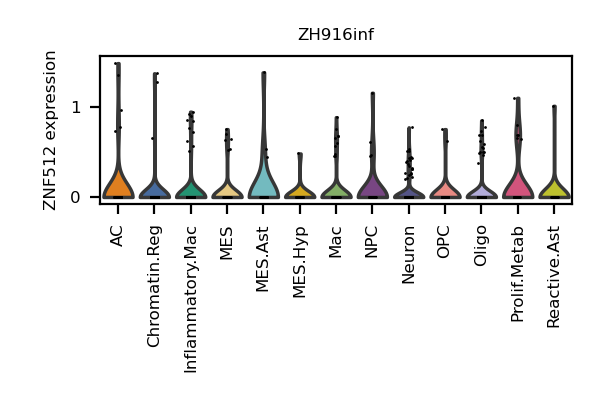 ZH916inf
ZNF512 expression
1
0
AC
Chromatin.Reg
Inflammatory.Mac
MES
MES.Ast
MES.Hyp
Mac
NPC
Neuron
OPC
Oligo
Prolif.Metab
Reactive.Ast